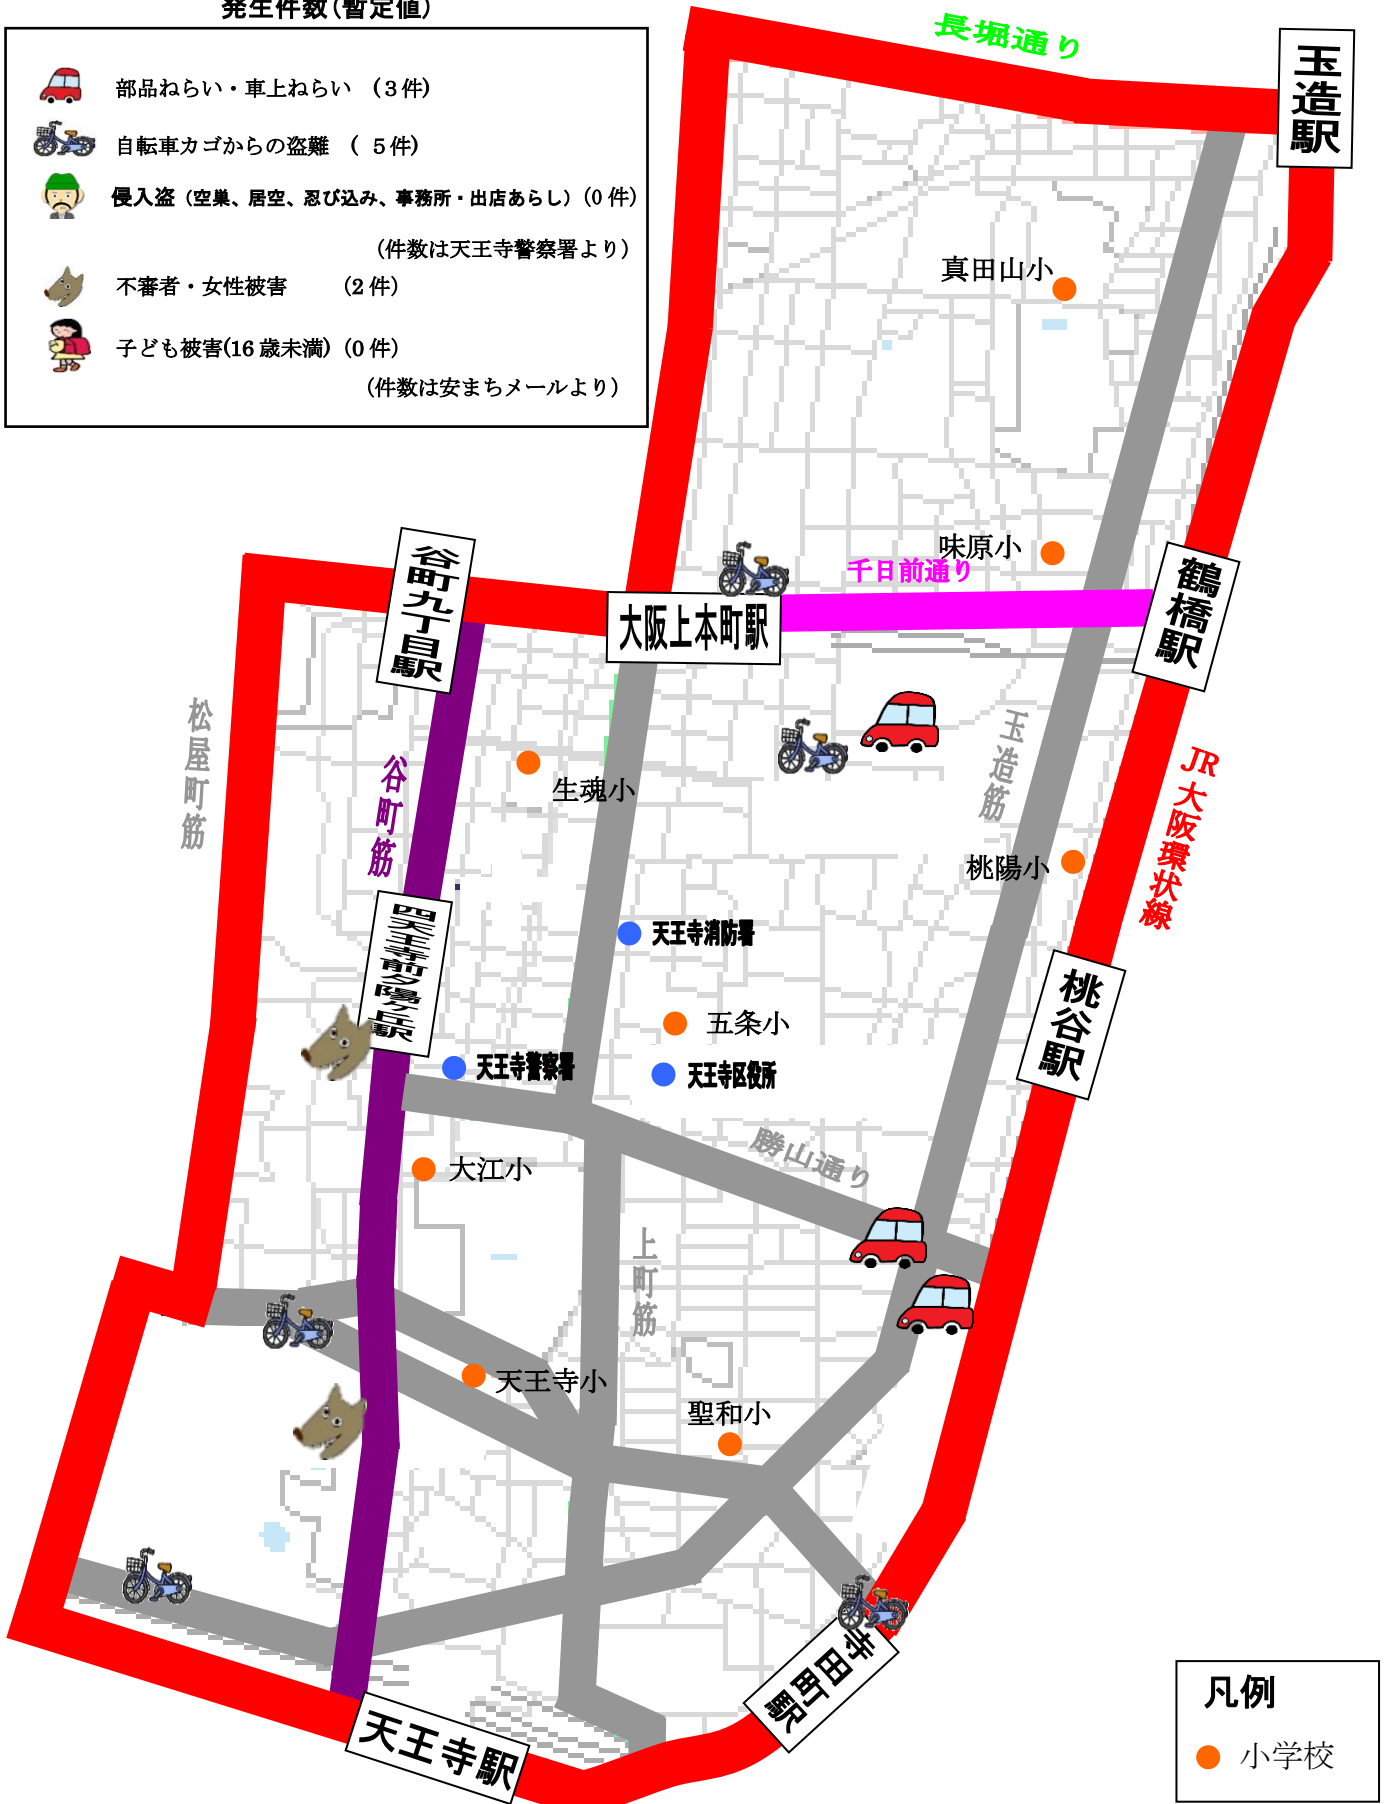 発生件数(暫定値)
部品ねらい・車上ねらい (3件)
自転車カゴからの盗難 ( 5件)
侵入盗（空巣、居空、忍び込み、事務所・出店あらし）(0件)
(件数は天王寺警察署より)
不審者・女性被害 (2件)
子ども被害(16歳未満) (0件)
(件数は安まちメールより)
長堀通り
玉造駅
真田山小
味原小
千日前通り
鶴橋駅
谷町九丁目駅
大阪上本町駅
松屋町筋
谷町筋
生魂小
玉造筋
JR大阪環状線
桃陽小
四天王寺前夕陽ケ丘駅
天王寺消防署
桃谷駅
五条小
天王寺警察署
天王寺区役所
勝山通り
大江小
上町筋
天王寺小
聖和小
寺田町駅
天王寺駅
凡例
小学校